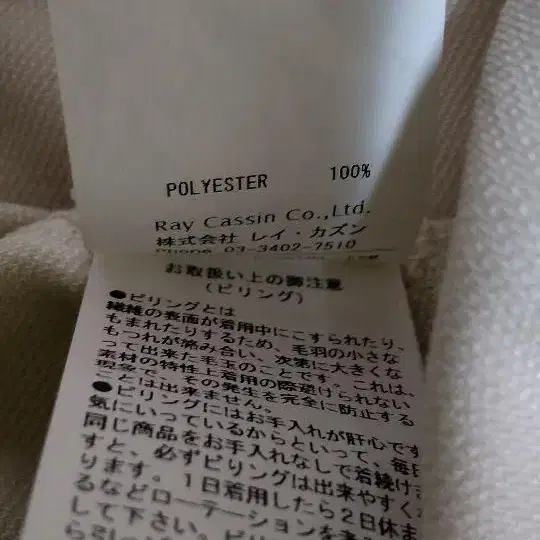 POLYESTER 100%
Ray Cassin Co.,Ltd.
株式会社 レイ・カズン
Phone 03-3402-7510
お取扱い上の御注意
(ピリング)
●ピリングとは
繊維の表面が着用中にこすられたり、
もまれたりするため、毛羽の小さな
もつれが絡み合い、次第に大きくな
って出来た毛玉のことです。これは、
素材の特性上着用の際避けられない
現象で、その発生を完全に防止する
ことは出来ません。
●ピリングにはお手入れが肝心です
気にいっているからといって、毎日
同じ商品をお手入れなしで着続けま
すと、必ずピリングは出来やすくな
ります。1日着用したら2日休ま
るなどローテーションを
して下さい。